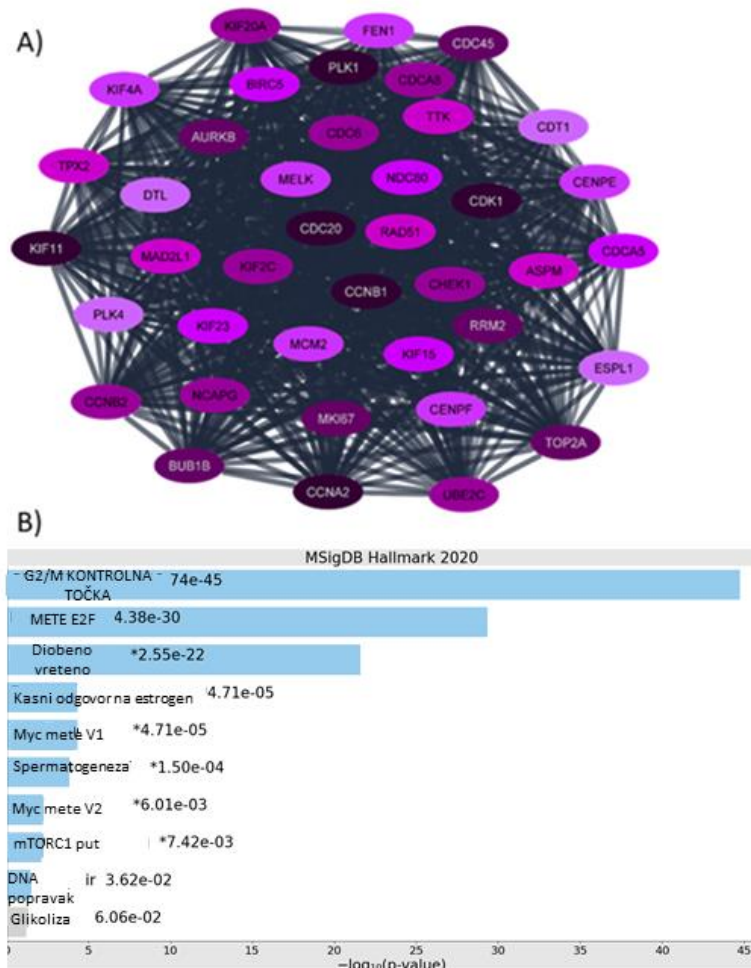 A)
KIF20A
FEN1
CDC45
PLK1
KIF4A
BIRC5
CDCA8
TTK
AURKB
CDC6
CDT1
TPX2
MELK
NDC80
CENPE
DTL
CDK1
CDC20
RAD51
KIF11
MAD2L1
CDCA5
KIF2C
ASPM
CHEK1
CCNB1
PLK4
KIF23
RRM2
MCM2
KIF15
ESPL1
CCNB2
NCAPG
MKI67
CENPF
TOP2A
BUB1B
CCNA2
UBE2C
B)
MSigDB Hallmark 2020
G2/M KONTROLNA
TOČKA 74e-45
METE E2F 4.38e-30
Diobeno
vreteno *2.55e-22
Kasni odgovor na estrogen 4.71e-05
Myc mete V1 *4.71e-05
Spermatogeneza *1.50e-04
Myc mete V2 *6.01e-03
mTORC1 put *7.42e-03
DNA
popravak ir 3.62e-02
Glikoliza 6.06e-02
0 5 10 15 20 25 30 35 40 45
−log₁₀(p-value)